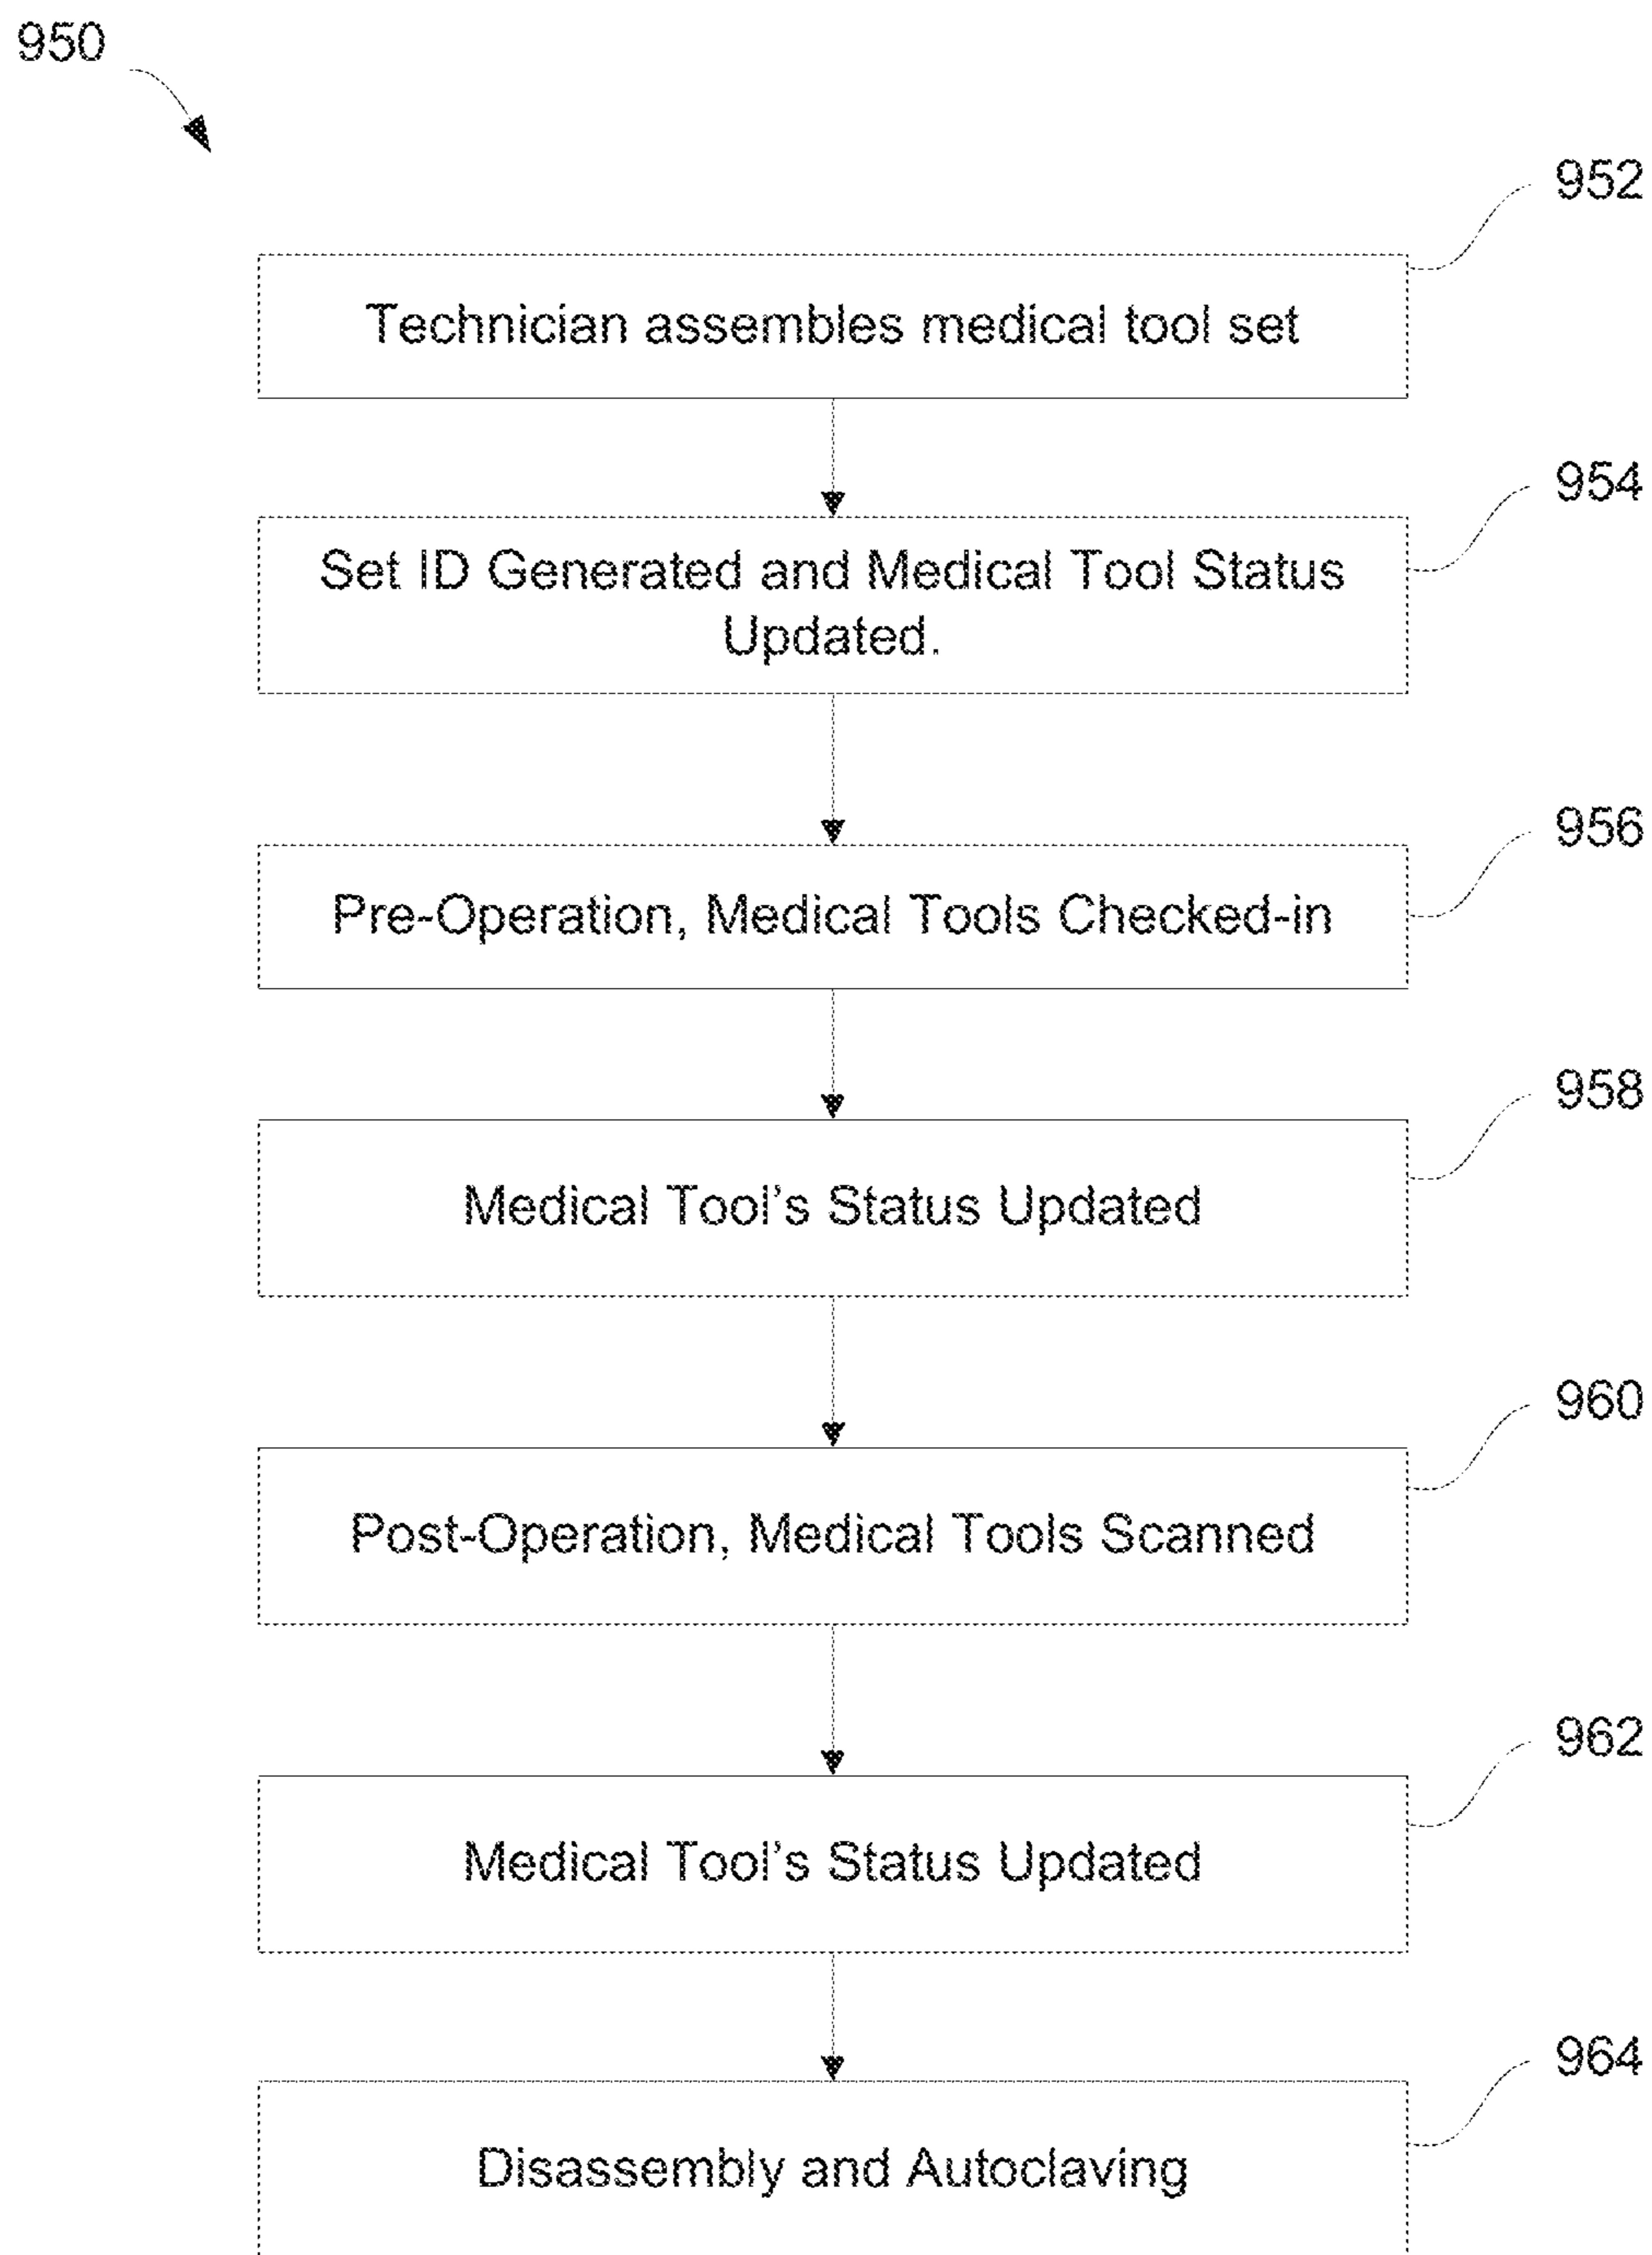 950
952
Technician assembles medical tool set
954
Set ID Generated and Medical Tool Status
Updated.
956
Pre-Operation, Medical Tools Checked-in
958
Medical Tool's Status Updated
960
Post-Operation, Medical Tools Scanned
962
Medical Tool's Status Updated
964
Disassembly and Autoclaving